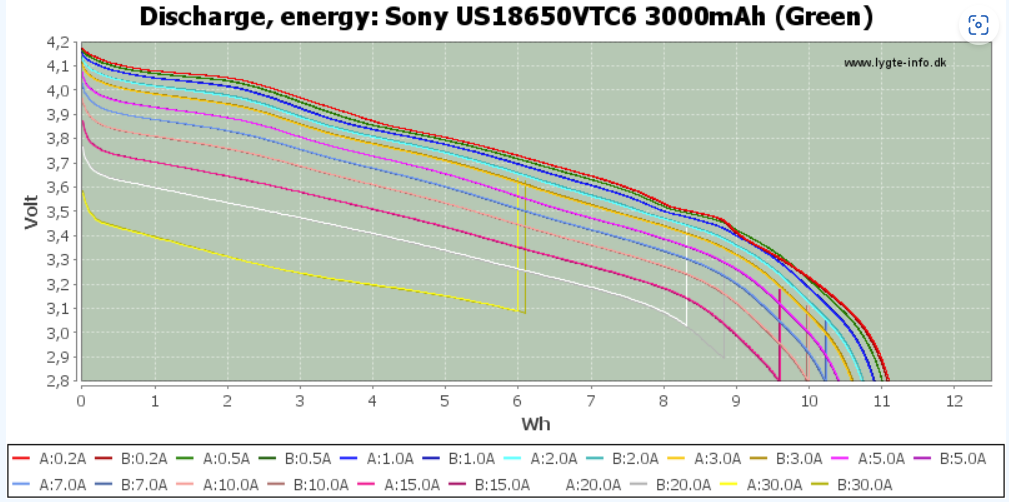 Discharge, energy: Sony US18650VTC6 3000mAh (Green)
www.lygte-info.dk
4,2
4,1
4,0
3,9
3,8
3,7
3,6
3,5
3,4
3,3
3,2
3,1
3,0
2,9
2,8
Volt
0 1 2 3 4 5 6 7 8 9 10 11 12
Wh
A:0.2A B:0.2A A:0.5A B:0.5A A:1.0A B:1.0A A:2.0A B:2.0A A:3.0A B:3.0A A:5.0A B:5.0A
A:7.0A B:7.0A A:10.0A B:10.0A A:15.0A B:15.0A A:20.0A B:20.0A A:30.0A B:30.0A